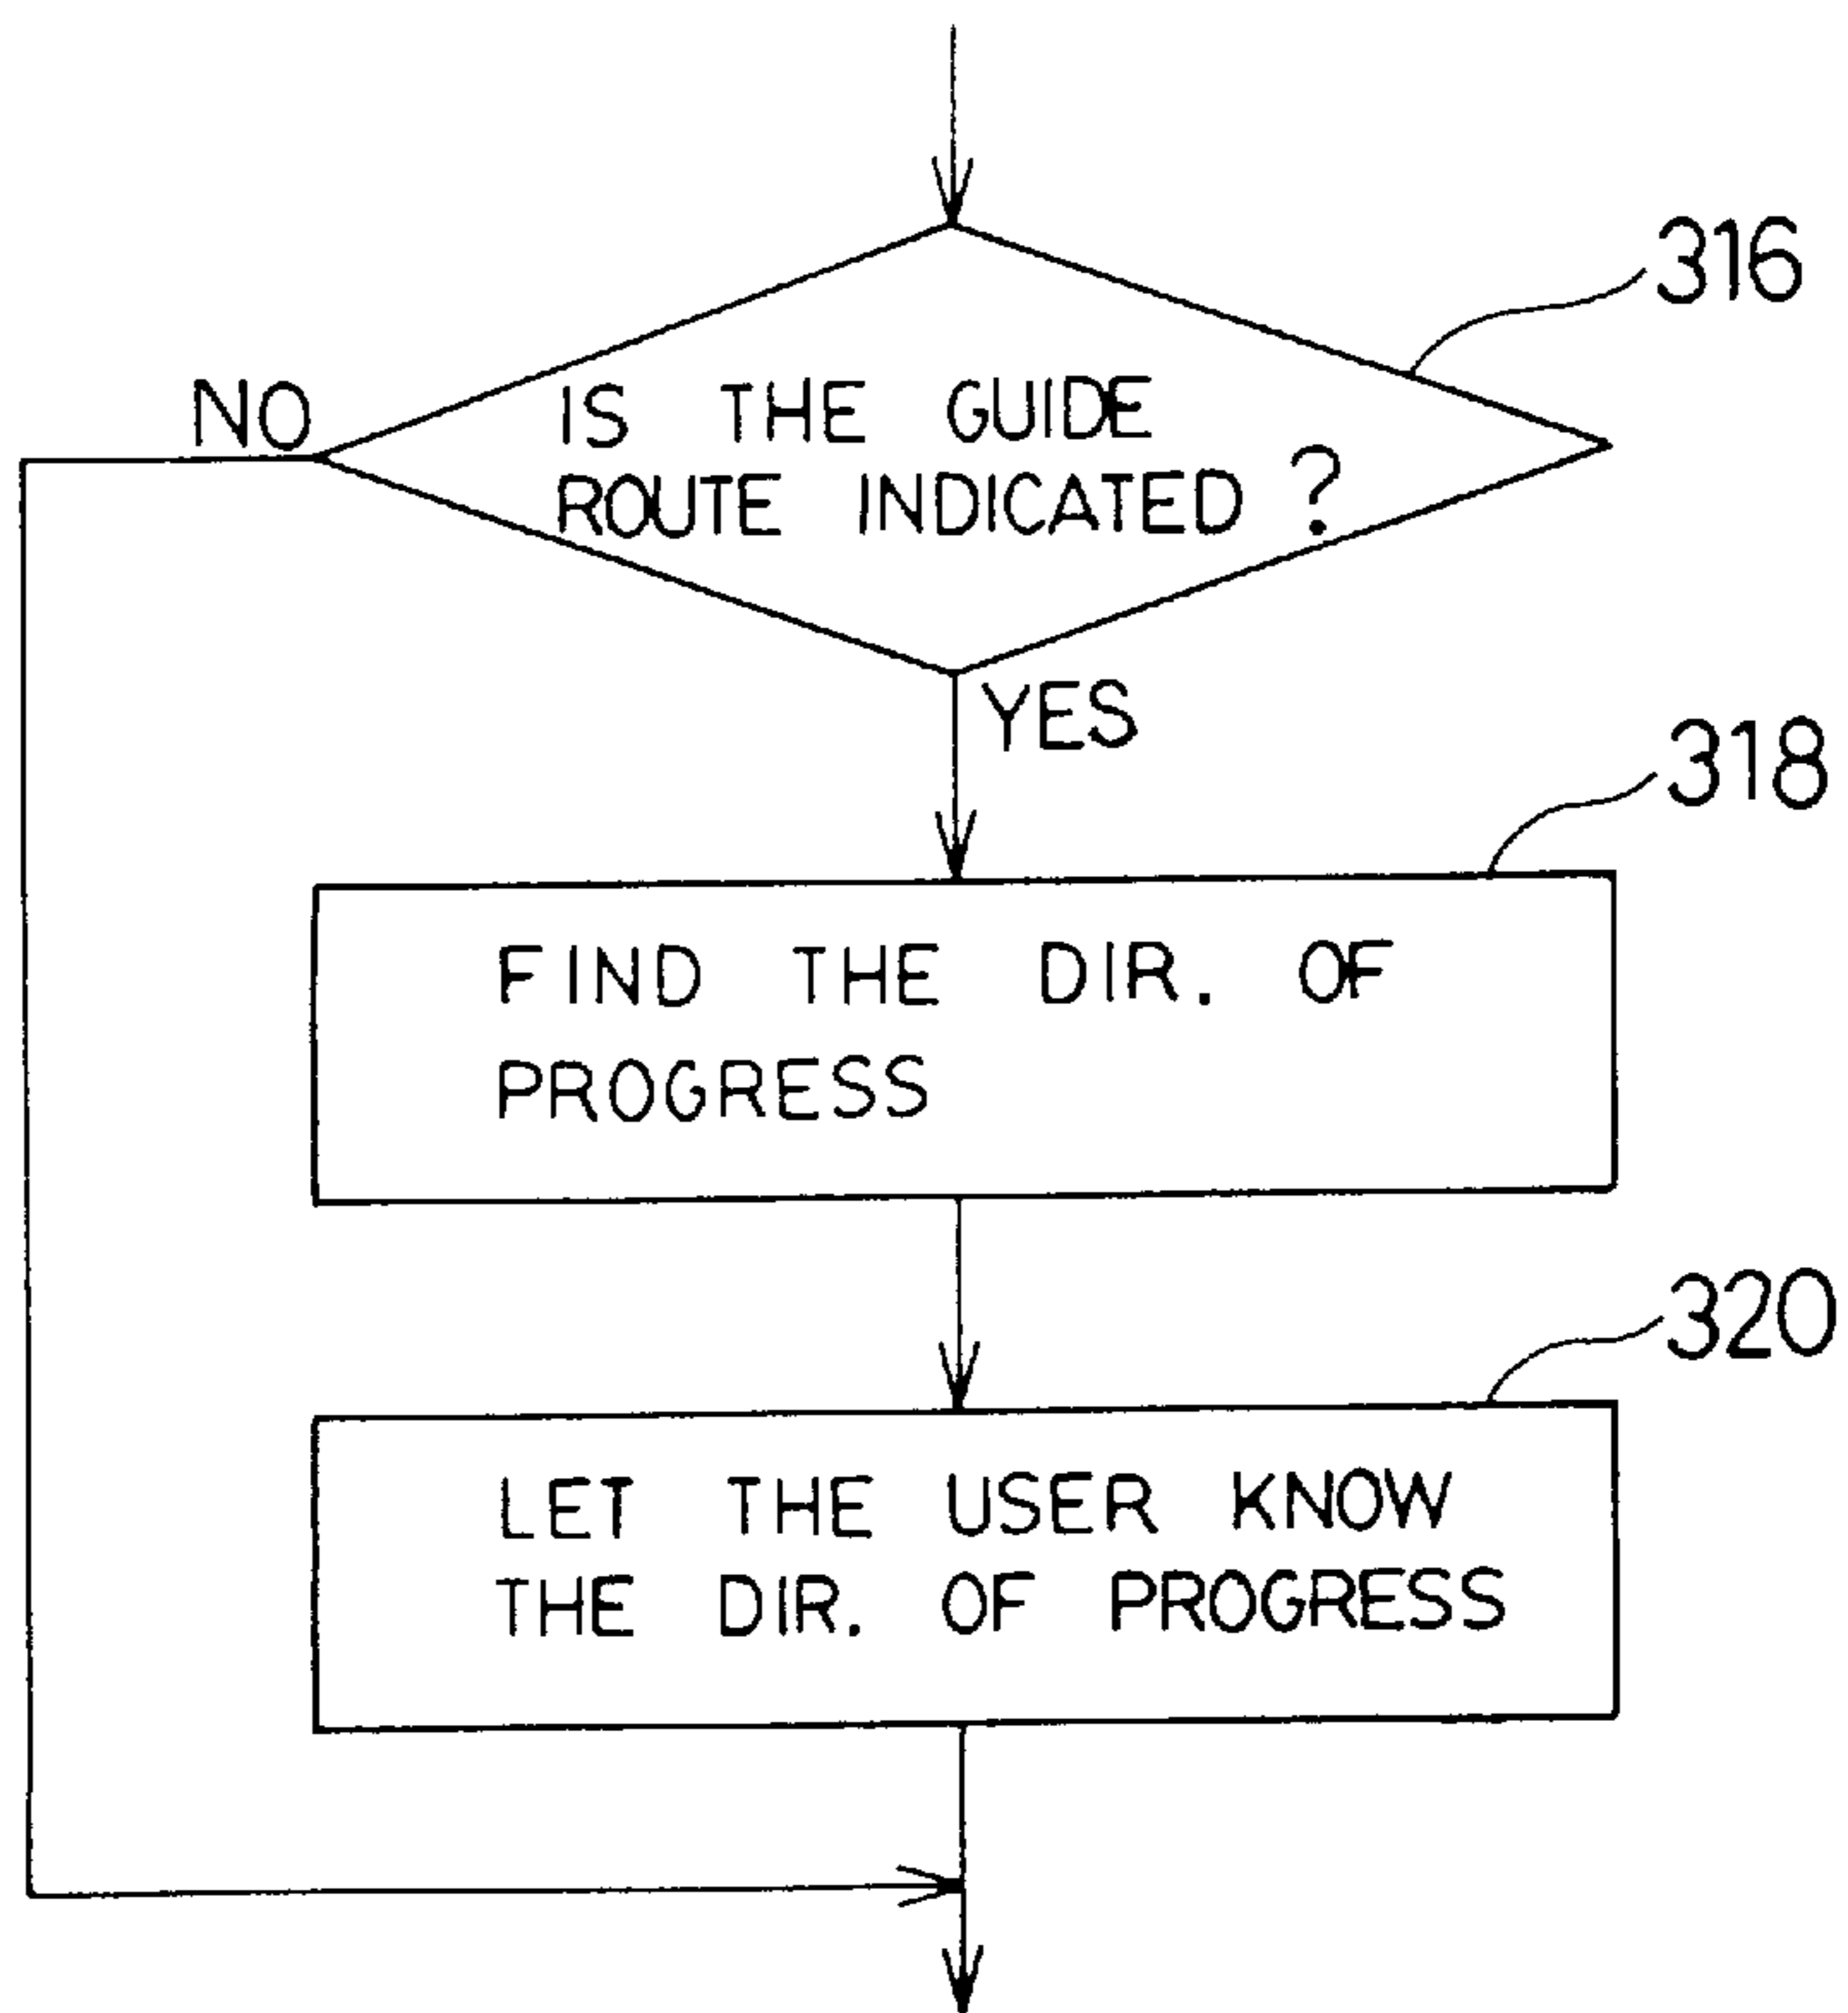 316
NO
IS THE GUIDE
ROUTE INDICATED ?
YES
318
FIND THE DIR. OF
PROGRESS
320
LET THE USER KNOW
THE DIR. OF PROGRESS